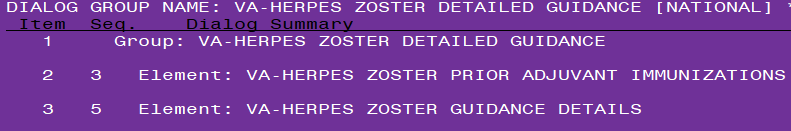 DIALOG GROUP NAME: VA-HERPES ZOSTER DETAILED GUIDANCE [NATIONAL] *
Item Seq. Dialog Summary
1 Group: VA-HERPES ZOSTER DETAILED GUIDANCE
2 3 Element: VA-HERPES ZOSTER PRIOR ADJUVANT IMMUNIZATIONS
3 5 Element: VA-HERPES ZOSTER GUIDANCE DETAILS